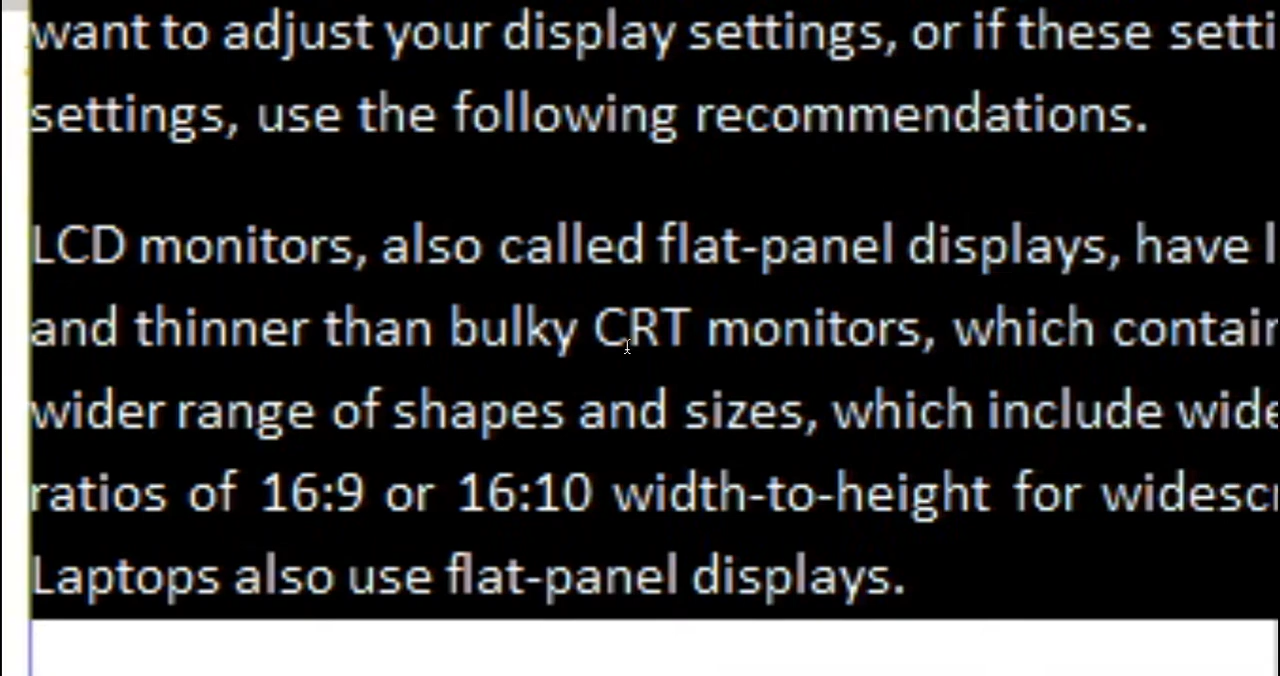 want to adjust your display settings, or if these setti
settings, use the following recommendations.
LCD monitors, also called flat-panel displays, have l
and thinner than bulky CRT monitors, which contain
wider range of shapes and sizes, which include wide
ratios of 16:9 or 16:10 width-to-height for widescr
Laptops also use flat-panel displays.